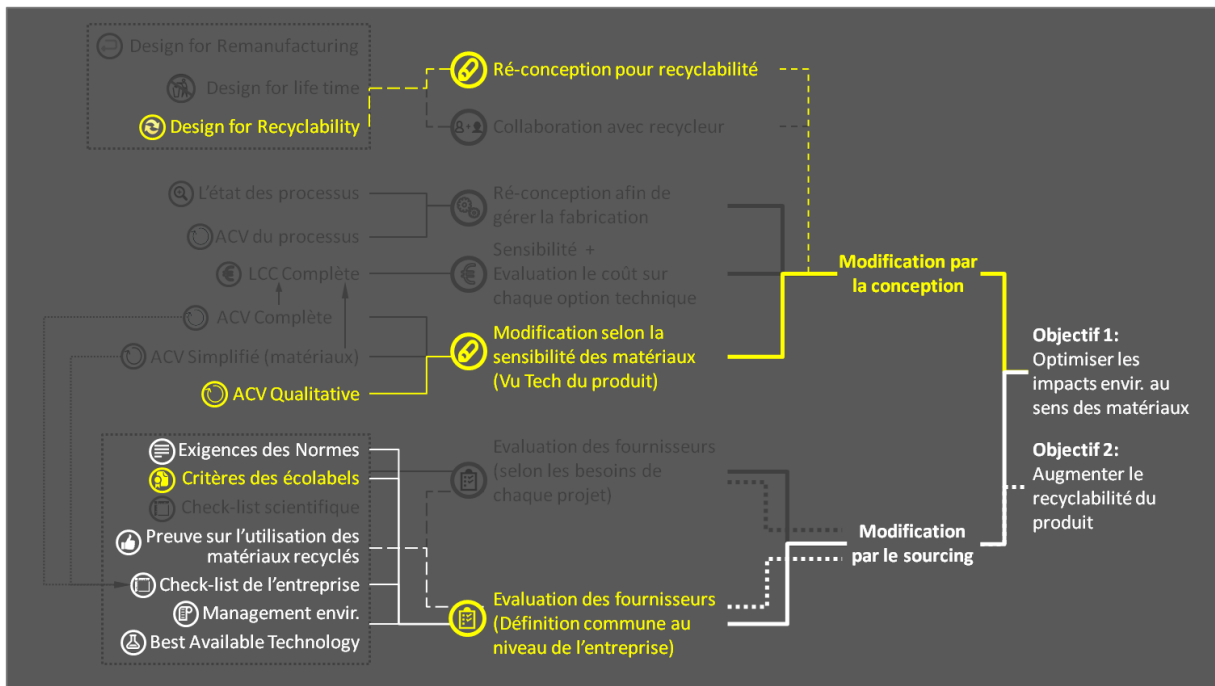 Design for Remanufacturing
Design for life time
Design for Recyclability
Ré-conception pour recyclabilité
Collaboration avec recycleur
L'état des processus
ACV du processus
LCC Complète
ACV Complète
ACV Simplifié (matériaux)
ACV Qualitative
Ré-conception afin de
gérer la fabrication
Sensibilité +
Evaluation le coût sur
chaque option technique
Modification selon la
sensibilité des matériaux
(Vu Tech du produit)
Modification par
la conception
Exigences des Normes
Critères des écolabels
Check-list scientifique
Preuve sur l'utilisation des
matériaux recyclés
Check-list de l'entreprise
Management envir.
Best Available Technology
Evaluation des fournisseurs
(selon les besoins de
chaque projet)
Evaluation des fournisseurs
(Définition commune au
niveau de l'entreprise)
Modification
par le sourcing
Objectif 1:
Optimiser les
impacts envir. au
sens des matériaux
Objectif 2:
Augmenter le
recyclabilité du
produit